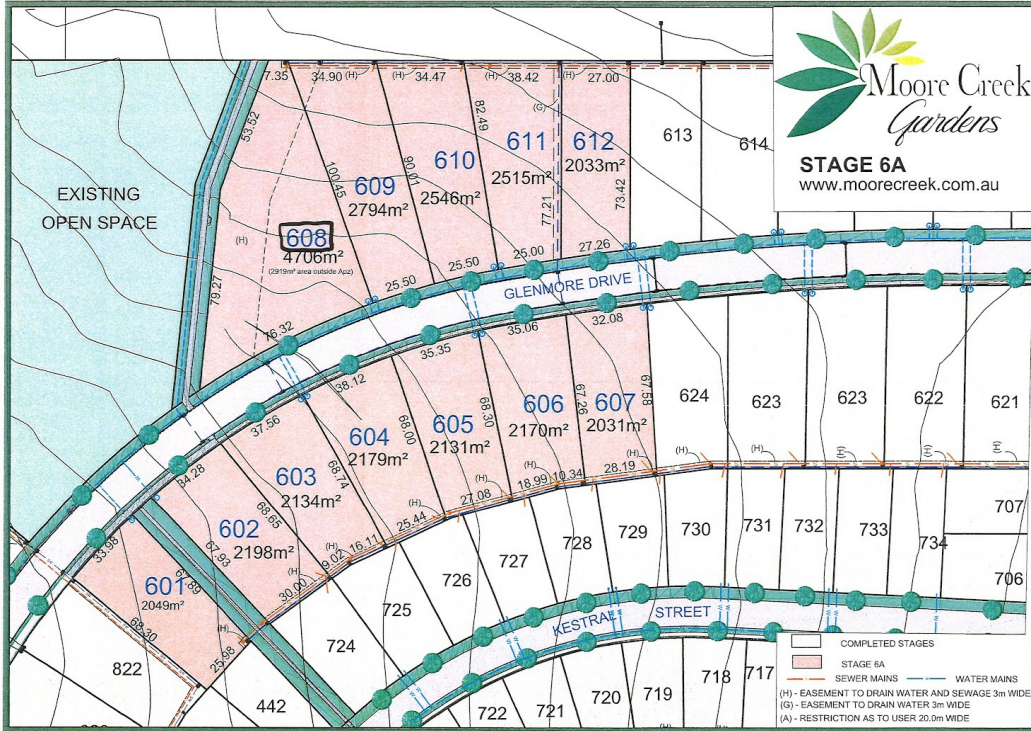 Moore Creek
Gardens
STAGE 6A
www.moorecreek.com.au
7.35
34.90
(H)
(H)
34.47
(H)
38.42
(H)
27.00
(G)
53.52
82.49
611
2515m²
612
2033m²
613
614
EXISTING
OPEN SPACE
100.45
90.01
610
2546m²
609
2794m²
77.21
73.42
(H)
608
4706m²
(2919m² area outside Apz)
79.27
25.50
25.50
25.00
27.26
GLENMORE DRIVE
76.32
38.12
35.35
35.06
32.08
37.56
34.28
33.98
68.00
68.30
67.26
67.58
607
2031m²
606
2170m²
605
2131m²
604
2179m²
603
2134m²
602
2198m²
601
2049m²
624
623
623
622
621
68.74
68.65
67.93
68.30
(H)
(H)
(H)
(H)
(H)
(H)
(H)
(H)
(H)
(H)
(H)
25.98
30.00
16.11
25.44
27.08
18.99
10.34
28.19
822
442
724
725
726
727
728
729
730
731
732
733
734
707
706
KESTRAL STREET
722
721
720
719
718
717
COMPLETED STAGES
STAGE 6A
SEWER MAINS
WATER MAINS
(H) - EASEMENT TO DRAIN WATER AND SEWAGE 3m WIDE
(G) - EASEMENT TO DRAIN WATER 3m WIDE
(A) - RESTRICTION AS TO USER 20.0m WIDE